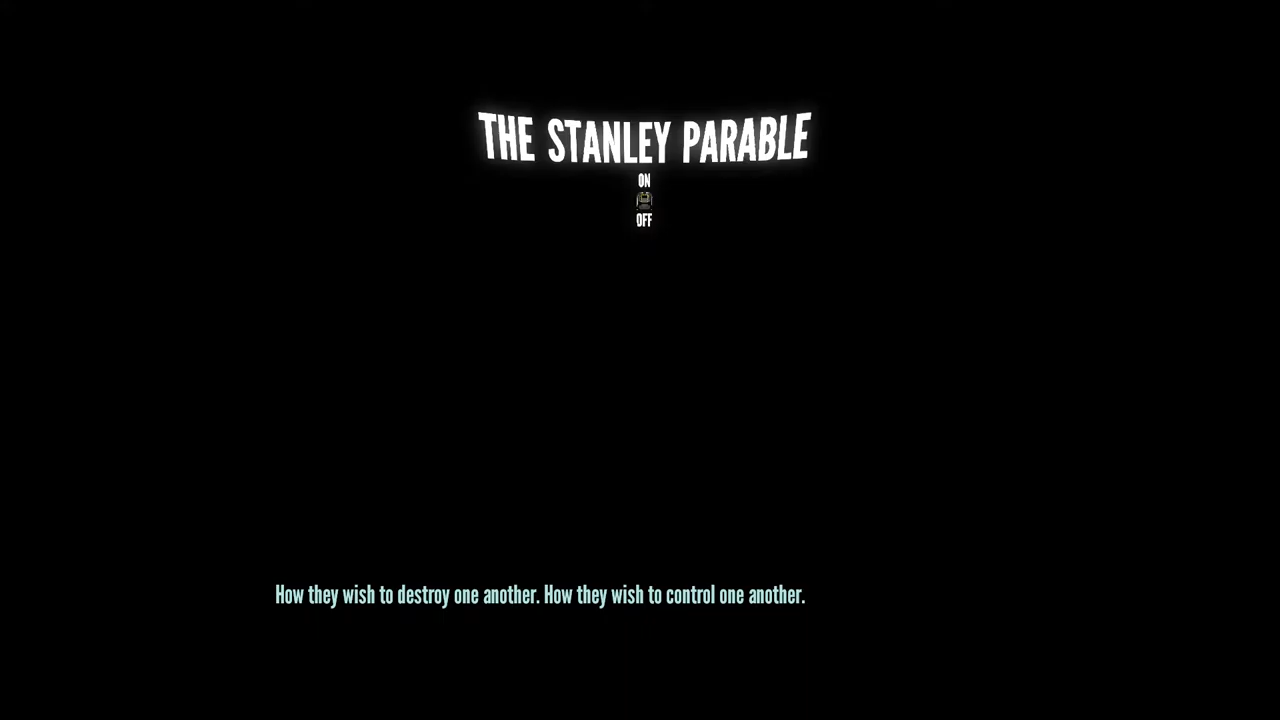 THE STANLEY PARABLE
ON
OFF
How they wish to destroy one another. How they wish to control one another.